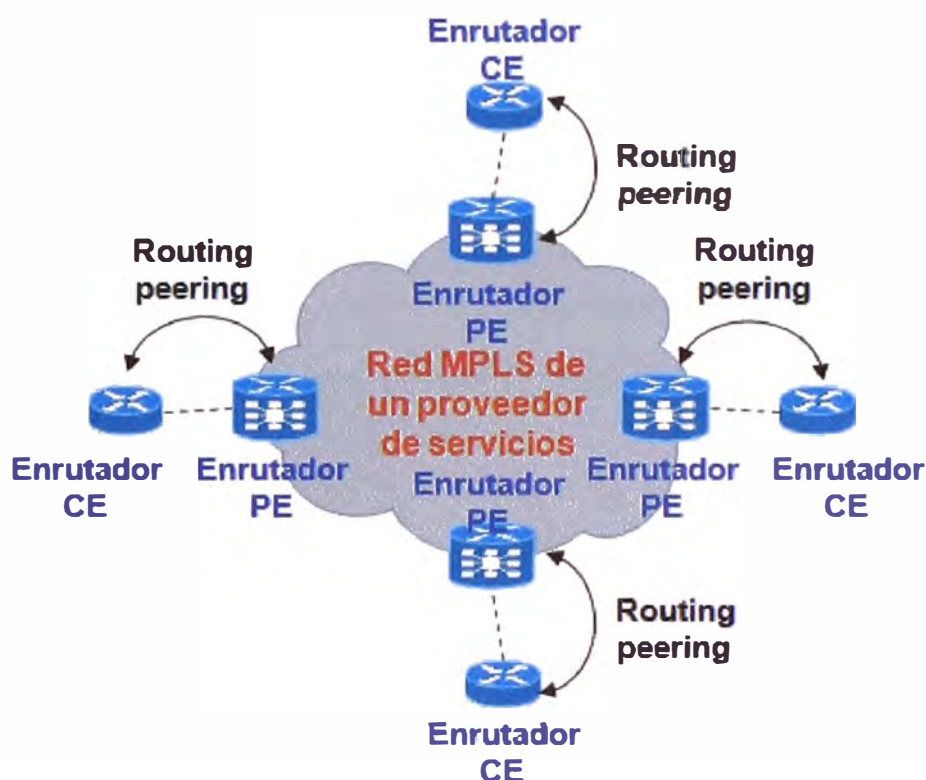 Enrutador
CE
Routing
peering
Routing
peering
Routing
peering
Enrutador
PE
Red MPLS de
un proveedor
de servicios
Enrutador
CE
Enrutador
PE
Enrutador
PE
Enrutador
PE
Enrutador
CE
Routing
peering
Enrutador
CE